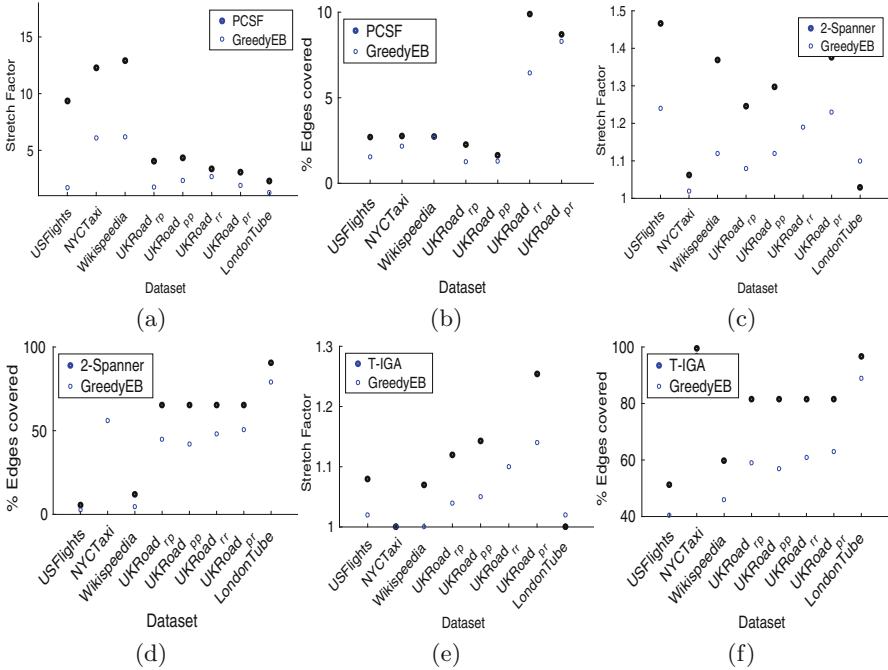 15
10
5
Stretch Factor
PCSF
GreedyEB
USFlights
NYCTaxi
Wikispeedia
UKRoad rp
UKRoad pp
UKRoad rr
UKRoad pr
LondonTube
Dataset
(a)
10
5
0
% Edges covered
PCSF
GreedyEB
USFlights
NYCTaxi
Wikispeedia
UKRoad rp
UKRoad pp
UKRoad rr
UKRoad pr
Dataset
(b)
1.5
1.4
1.3
1.2
1.1
1
Stretch Factor
2-Spanner
GreedyEB
USFlights
NYCTaxi
Wikispeedia
UKRoad rp
UKRoad pp
UKRoad rr
UKRoad pr
LondonTube
Dataset
(c)
100
50
0
% Edges covered
2-Spanner
GreedyEB
USFlights
NYCTaxi
Wikispeedia
UKRoad rp
UKRoad pp
UKRoad rr
UKRoad pr
LondonTube
Dataset
(d)
1.3
1.2
1.1
1
Stretch Factor
T-IGA
GreedyEB
USFlights
NYCTaxi
Wikispeedia
UKRoad rp
UKRoad pp
UKRoad rr
UKRoad pr
LondonTube
Dataset
(e)
100
80
60
40
% Edges covered
T-IGA
GreedyEB
USFlights
NYCTaxi
Wikispeedia
UKRoad rp
UKRoad pp
UKRoad rr
UKRoad pr
LondonTube
Dataset
(f)